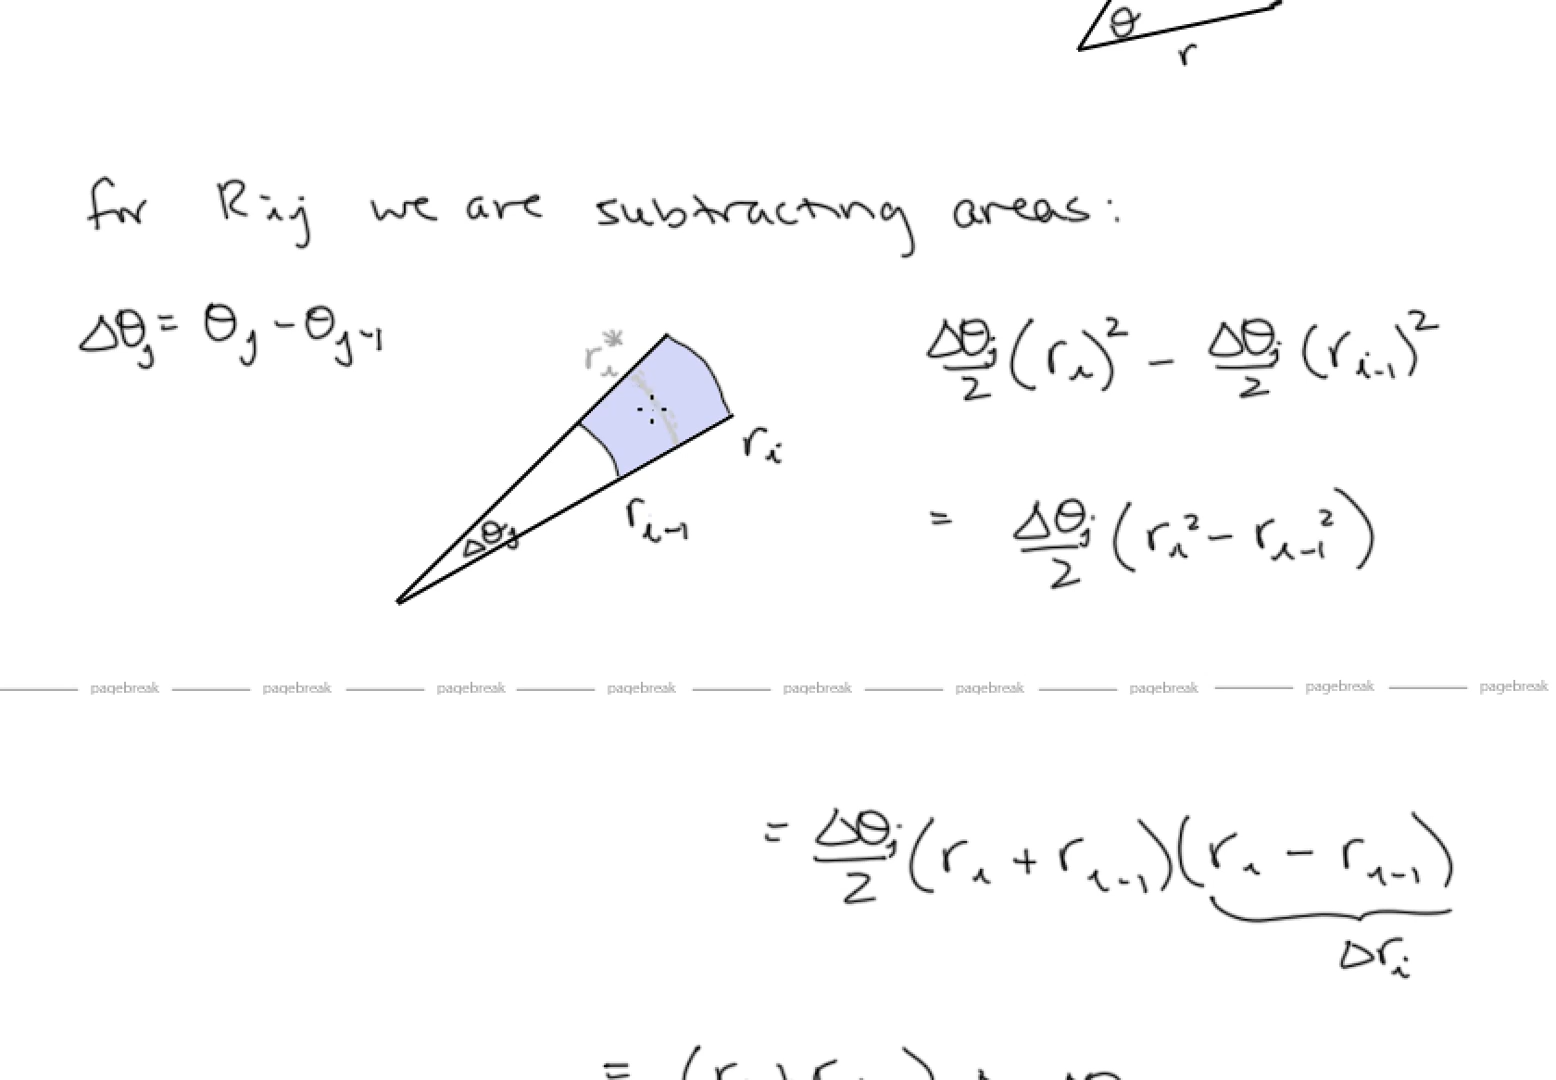 θ
r
for Rij we are subtracting areas:
Δθj = θj - θj-1
r*i
Δθj/2 (ri)² - Δθj/2 (ri-1)²
ri
ri-1
Δθj
= Δθj/2 (ri² - ri-1²)
pagebreak pagebreak pagebreak pagebreak pagebreak pagebreak pagebreak pagebreak pagebreak
= Δθj/2 (ri + ri-1)(ri - ri-1)
Δri